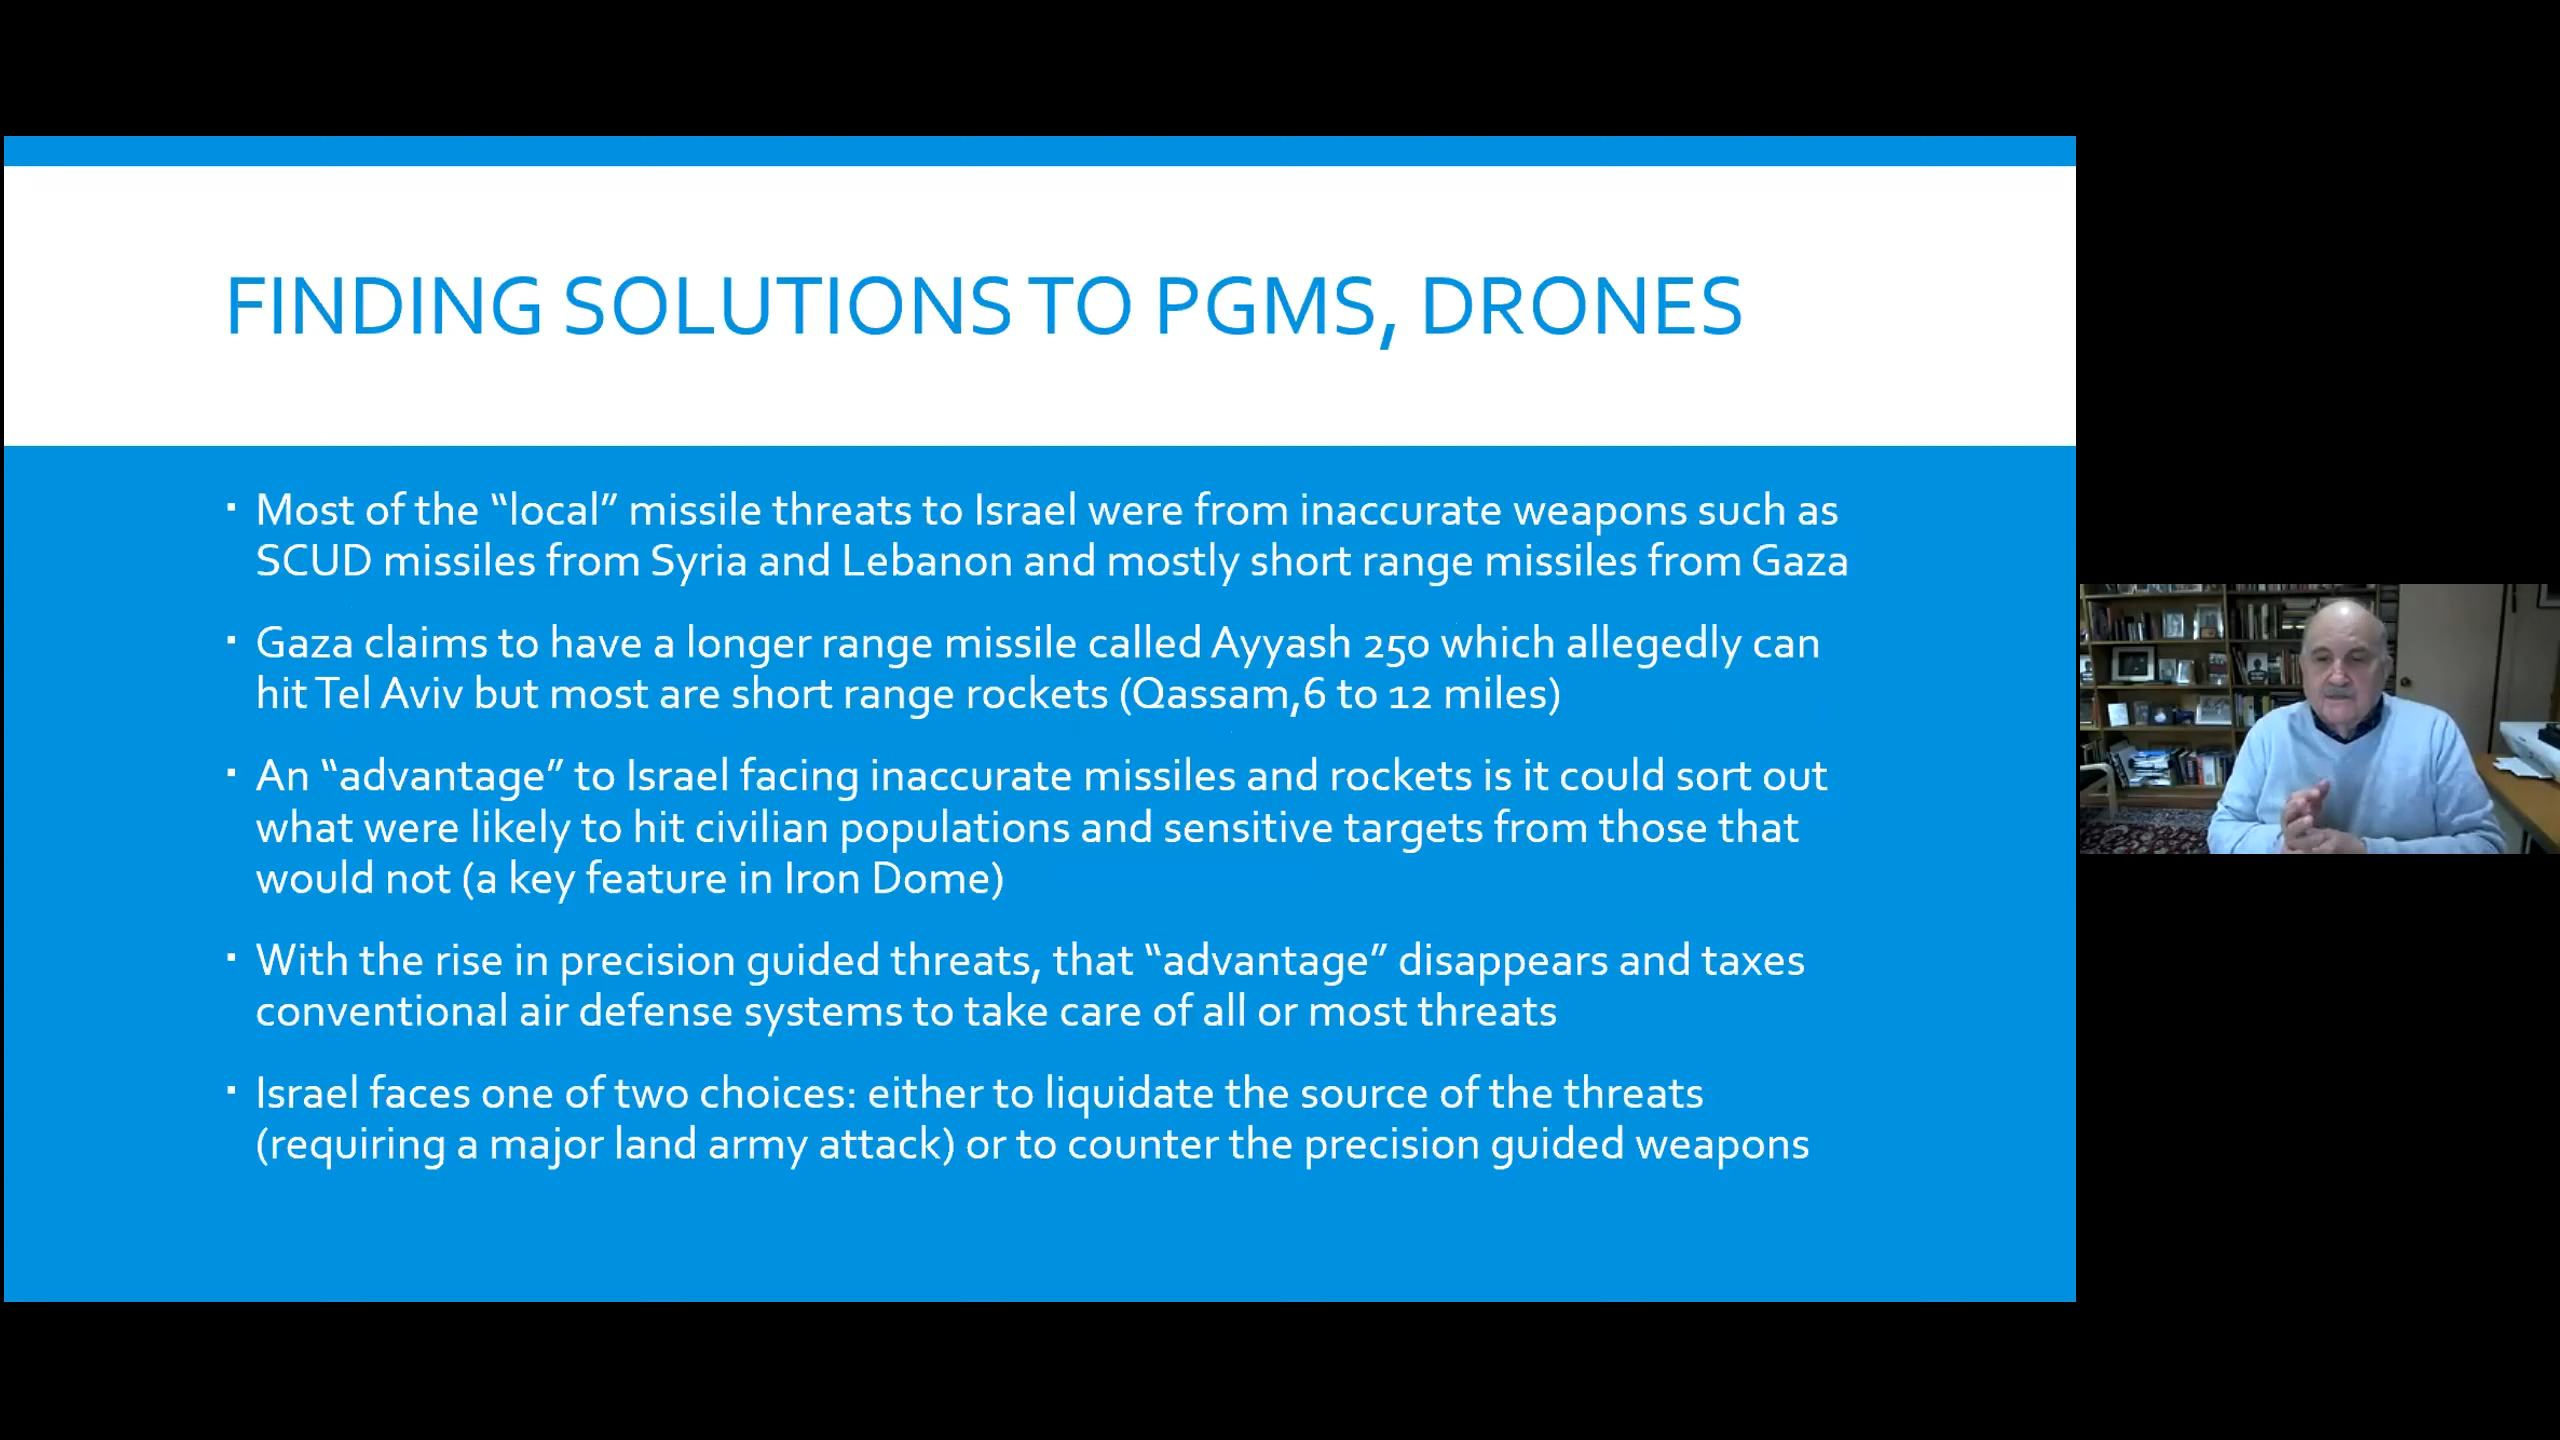 FINDING SOLUTIONS TO PGMS, DRONES
▪ Most of the “local” missile threats to Israel were from inaccurate weapons such as
SCUD missiles from Syria and Lebanon and mostly short range missiles from Gaza
▪ Gaza claims to have a longer range missile called Ayyash 250 which allegedly can
hit Tel Aviv but most are short range rockets (Qassam,6 to 12 miles)
▪ An “advantage” to Israel facing inaccurate missiles and rockets is it could sort out
what were likely to hit civilian populations and sensitive targets from those that
would not (a key feature in Iron Dome)
▪ With the rise in precision guided threats, that “advantage” disappears and taxes
conventional air defense systems to take care of all or most threats
▪ Israel faces one of two choices: either to liquidate the source of the threats
(requiring a major land army attack) or to counter the precision guided weapons